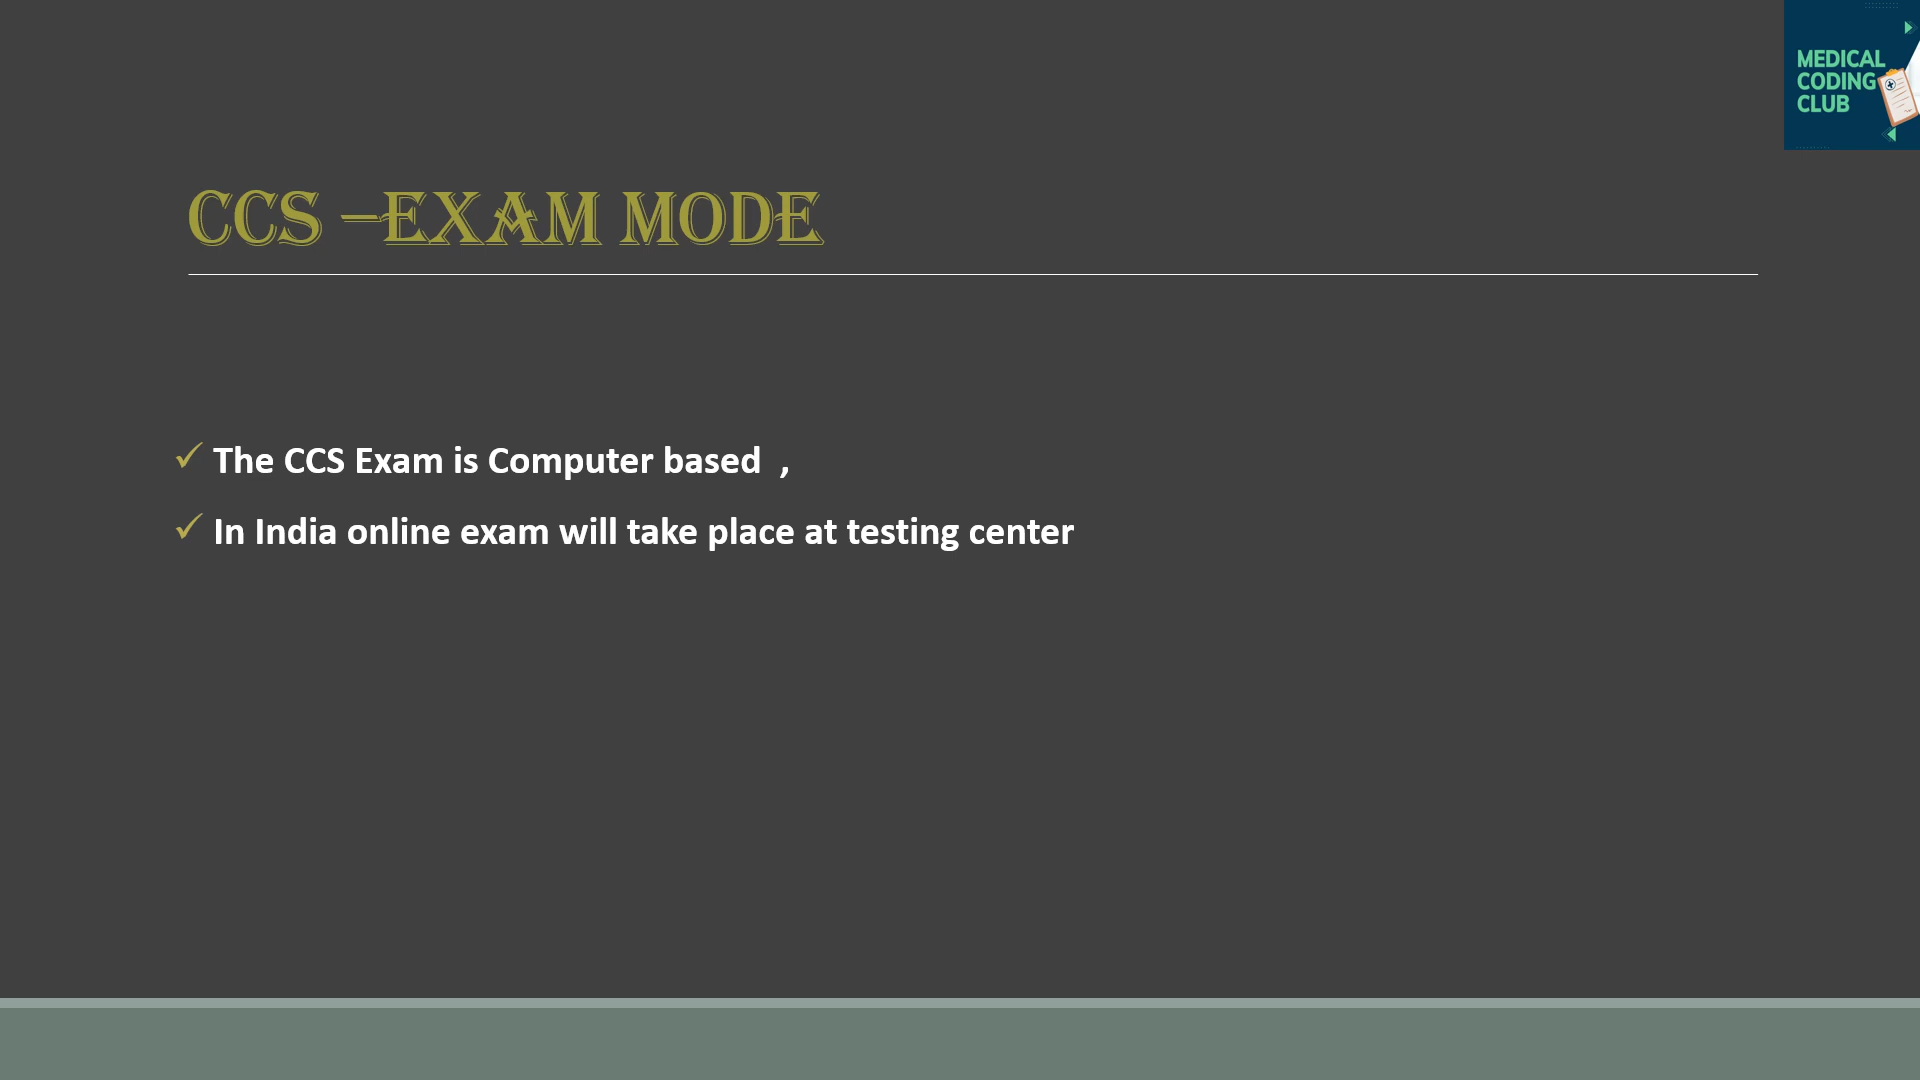 MEDICAL
CODING
CLUB
CCS –EXAM MODE
✓ The CCS Exam is Computer based  ,
✓ In India online exam will take place at testing center